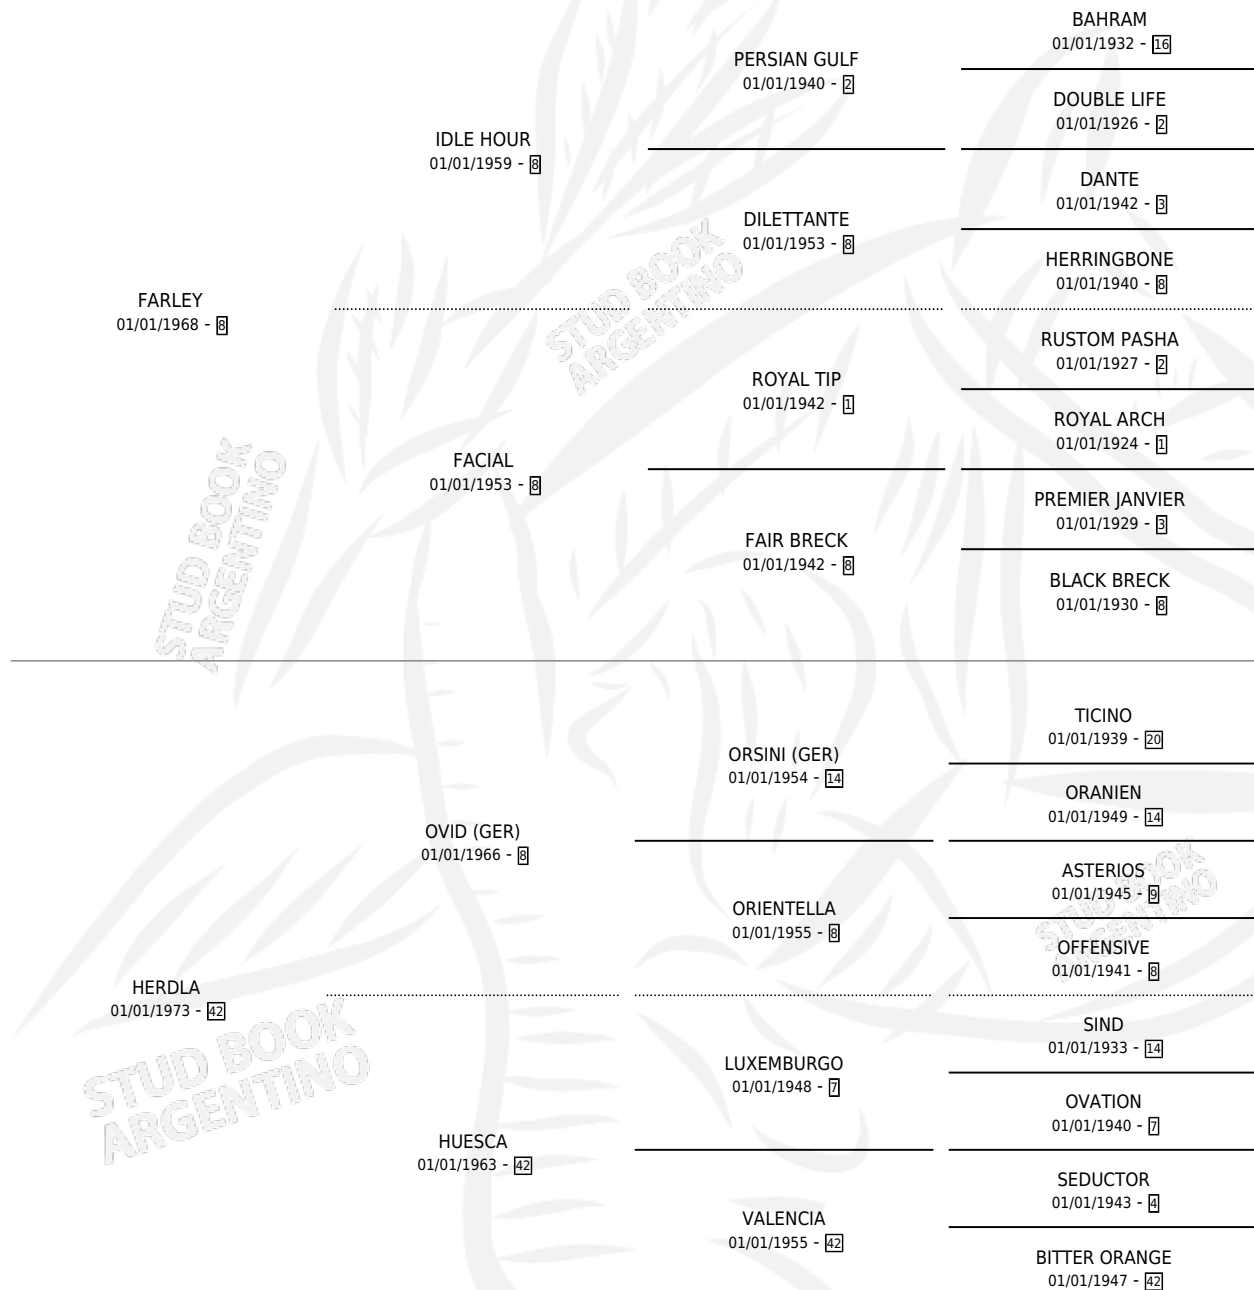 BAHRAM
01/01/1932 - 16
PERSIAN GULF
01/01/1940 - 2
DOUBLE LIFE
01/01/1926 - 2
IDLE HOUR
01/01/1959 - 8
DANTE
01/01/1942 - 3
DILETTANTE
01/01/1953 - 8
HERRINGBONE
01/01/1940 - 8
FARLEY
01/01/1968 - 8
RUSTOM PASHA
01/01/1927 - 2
ROYAL TIP
01/01/1942 - 1
ROYAL ARCH
01/01/1924 - 1
FACIAL
01/01/1953 - 8
PREMIER JANVIER
01/01/1929 - 3
FAIR BRECK
01/01/1942 - 8
BLACK BRECK
01/01/1930 - 8
TICINO
01/01/1939 - 20
ORSINI (GER)
01/01/1954 - 14
ORANIEN
01/01/1949 - 14
OVID (GER)
01/01/1966 - 8
ASTERIOS
01/01/1945 - 9
ORIENTELLA
01/01/1955 - 8
OFFENSIVE
01/01/1941 - 8
HERDLA
01/01/1973 - 42
SIND
01/01/1933 - 14
LUXEMBURGO
01/01/1948 - 7
OVATION
01/01/1940 - 7
HUESCA
01/01/1963 - 42
SEDUCTOR
01/01/1943 - 4
VALENCIA
01/01/1955 - 42
BITTER ORANGE
01/01/1947 - 42
STUD BOOK
ARGENTINO
STUD BOOK
ARGENTINO
STUD BOOK
ARGENTINO
STUD BOOK
ARGENTINO